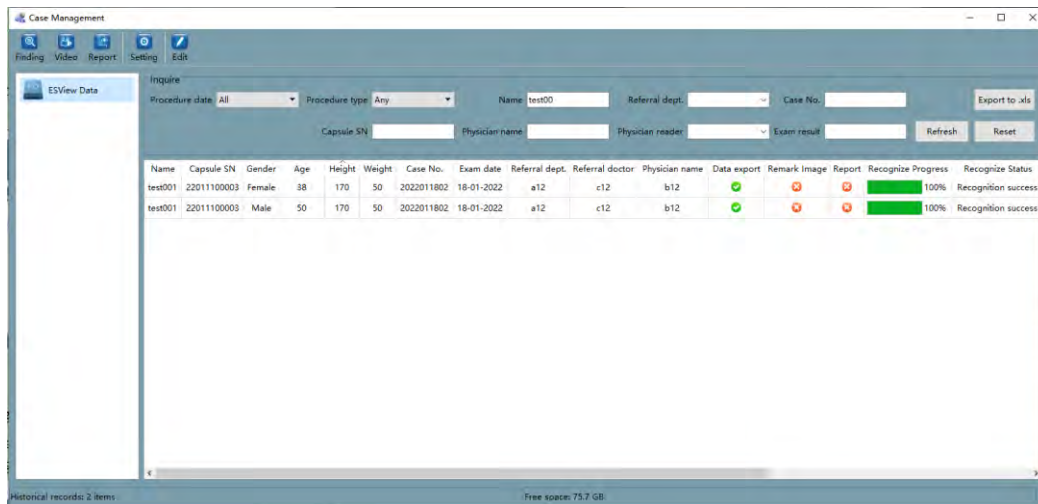 Case Management
Finding Video Report Setting Edit
ESView Data
Inquire
Procedure date All Procedure type Any Name test00 Referral dept. Case No. Export to .xls
Capsule SN Physician name Physician reader Exam result Refresh Reset
Name Capsule SN Gender Age Height Weight Case No. Exam date Referral dept. Referral doctor Physician name Data export Remark Image Report Recognize Progress Recognize Status
test001 22011100003 Female 38 170 50 2022011802 18-01-2022 a12 c12 b12 100% Recognition success
test001 22011100003 Male 50 170 50 2022011802 18-01-2022 a12 c12 b12 100% Recognition success
Historical records: 2 items Free space: 75.7 GB